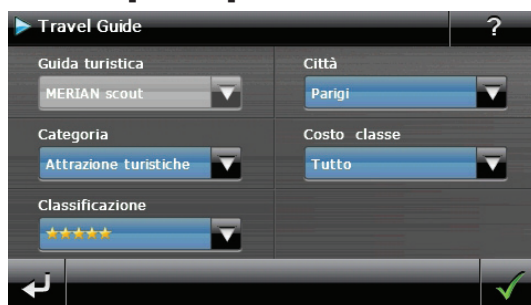 Travel Guide
?
Guida turistica
MERIAN scout
Città
Parigi
Categoria
Attrazione turistiche
Costo classe
Tutto
Classificazione